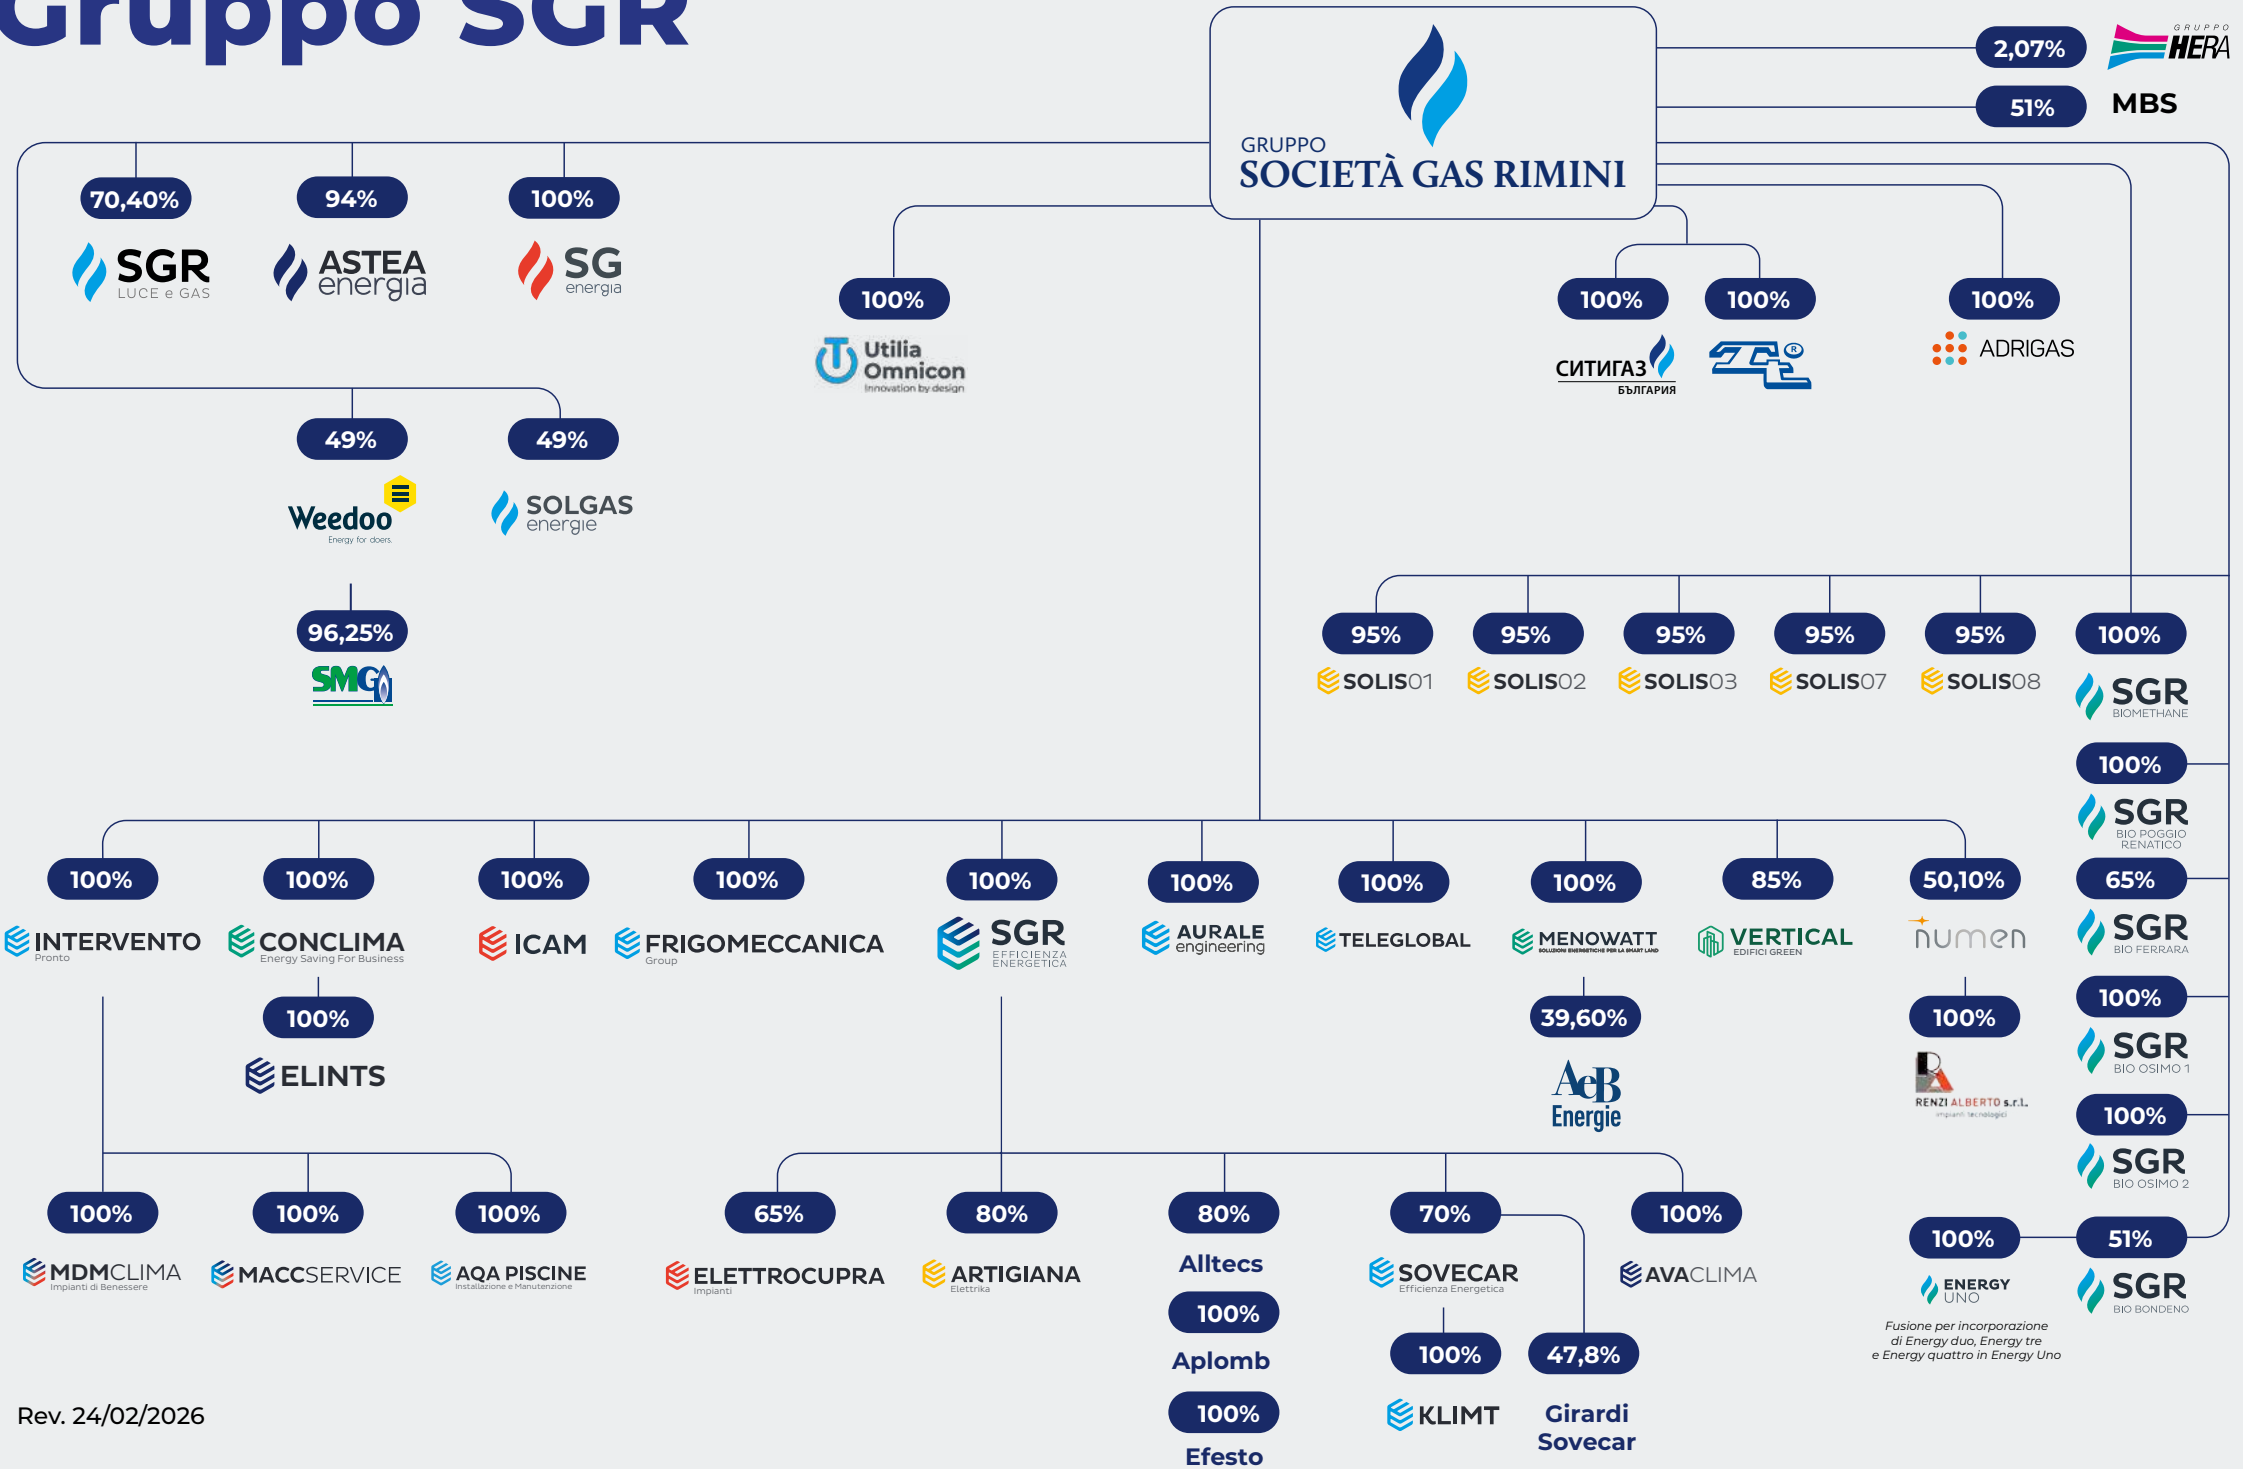 Gruppo SGR
GRUPPO
SOCIETÀ GAS RIMINI
2,07%
GRUPPO
HERA
51%
MBS
70,40%
SGR
LUCE e GAS
94%
ASTEA
energia
100%
SG
energia
100%
Utilia
Omnicon
Innovation by design
100%
СИТИГАЗ
БЪЛГАРИЯ
100%
100%
ADRIGAS
49%
Weedoo
Energy for doers.
49%
SOLGAS
energie
96,25%
SMG
95%
SOLIS01
95%
SOLIS02
95%
SOLIS03
95%
SOLIS07
95%
SOLIS08
100%
SGR
BIOMETHANE
100%
SGR
BIO POGGIO
RENATICO
65%
SGR
BIO FERRARA
100%
SGR
BIO OSIMO 1
100%
SGR
BIO OSIMO 2
51%
SGR
BIO BONDENO
100%
ENERGY
UNO
Fusione per incorporazione
di Energy duo, Energy tre
e Energy quattro in Energy Uno
100%
INTERVENTO
Pronto
100%
CONCLIMA
Energy Saving For Business
100%
ICAM
100%
FRIGOMECCANICA
Group
100%
SGR
EFFICIENZA
ENERGETICA
100%
AURALE
engineering
100%
TELEGLOBAL
100%
MENOWATT
SOLUZIONI ENERGETICHE PER LA SMART LAND
85%
VERTICAL
EDIFICI GREEN
50,10%
numen
100%
ELINTS
39,60%
AeB
Energie
100%
RENZI ALBERTO s.r.l.
impianti tecnologici
100%
MDMCLIMA
Impianti di Benessere
100%
MACCSERVICE
100%
AQA PISCINE
Installazione e Manutenzione
65%
ELETTROCUPRA
Impianti
80%
ARTIGIANA
Elettrika
80%
Alltecs
100%
Aplomb
100%
Efesto
70%
SOVECAR
Efficienza Energetica
100%
KLIMT
47,8%
Girardi
Sovecar
100%
AVACLIMA
Rev. 24/02/2026